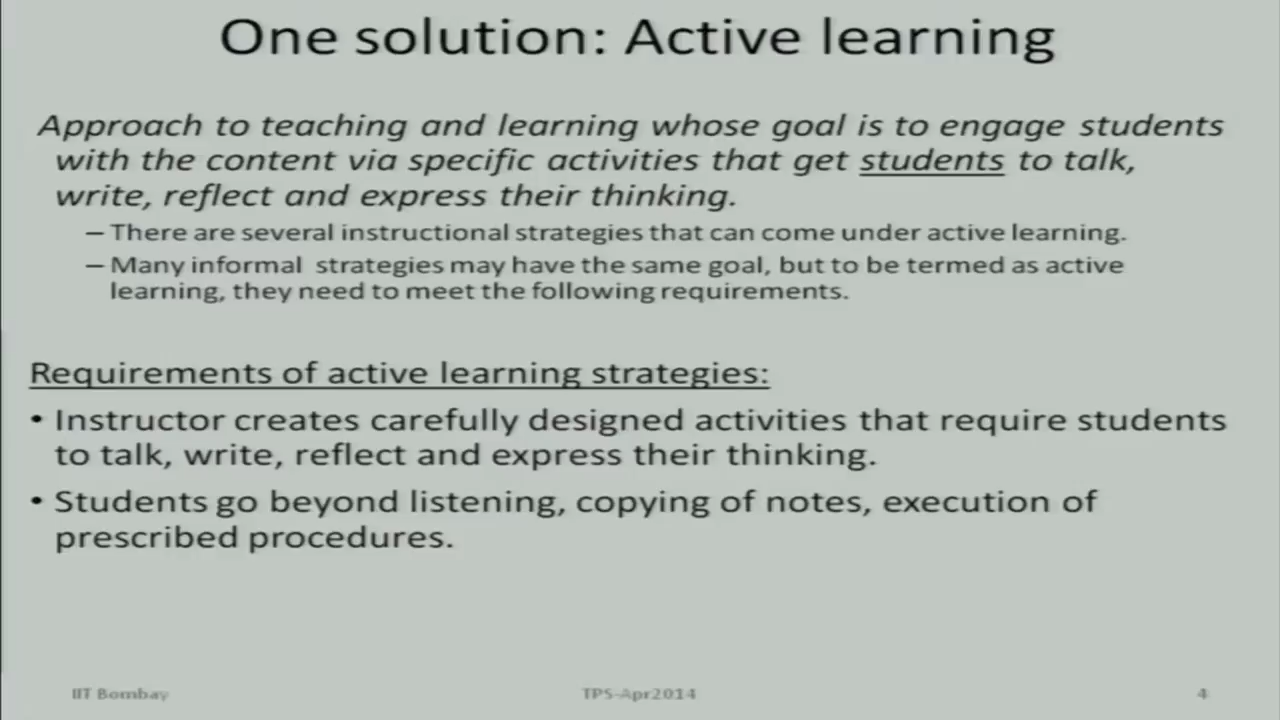 One solution: Active learning
Approach to teaching and learning whose goal is to engage students
with the content via specific activities that get students to talk,
write, reflect and express their thinking.
– There are several instructional strategies that can come under active learning.
– Many informal strategies may have the same goal, but to be termed as active
learning, they need to meet the following requirements.
Requirements of active learning strategies:
• Instructor creates carefully designed activities that require students
to talk, write, reflect and express their thinking.
• Students go beyond listening, copying of notes, execution of
prescribed procedures.
IIT Bombay TPS-Apr2014 4